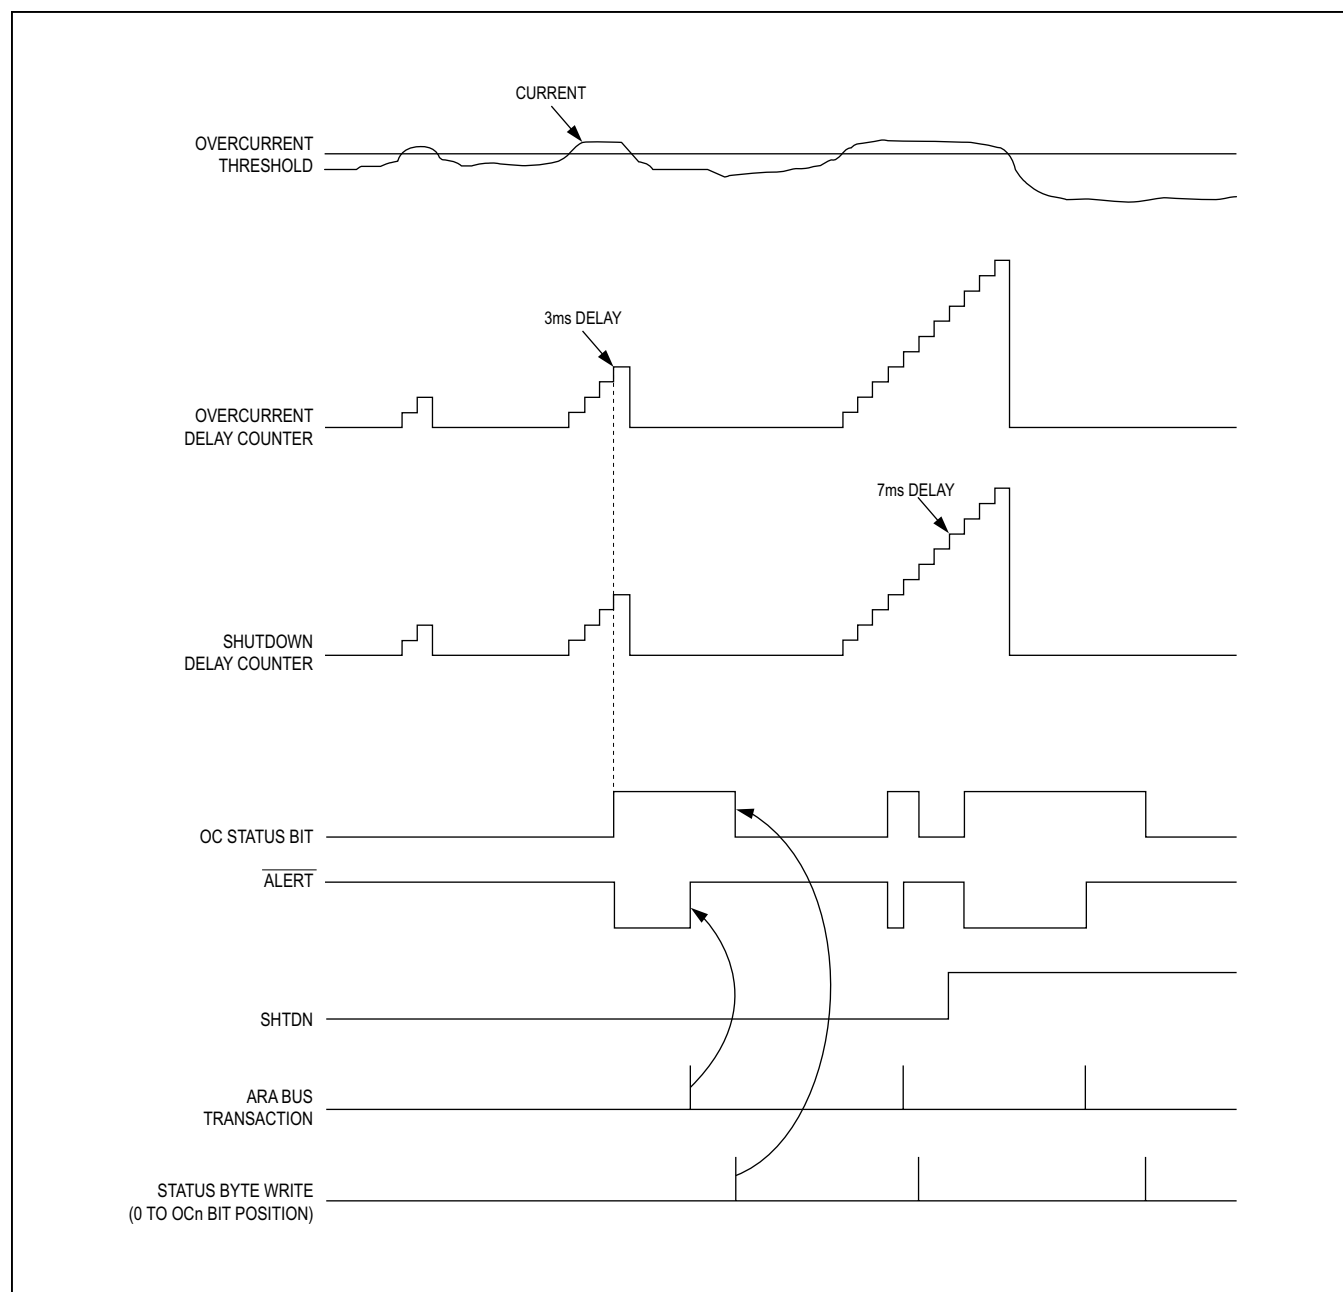 CURRENT
OVERCURRENT
THRESHOLD
3ms DELAY
OVERCURRENT
DELAY COUNTER
7ms DELAY
SHUTDOWN
DELAY COUNTER
OC STATUS BIT
ALERT
SHTDN
ARA BUS
TRANSACTION
STATUS BYTE WRITE
(0 TO OCn BIT POSITION)